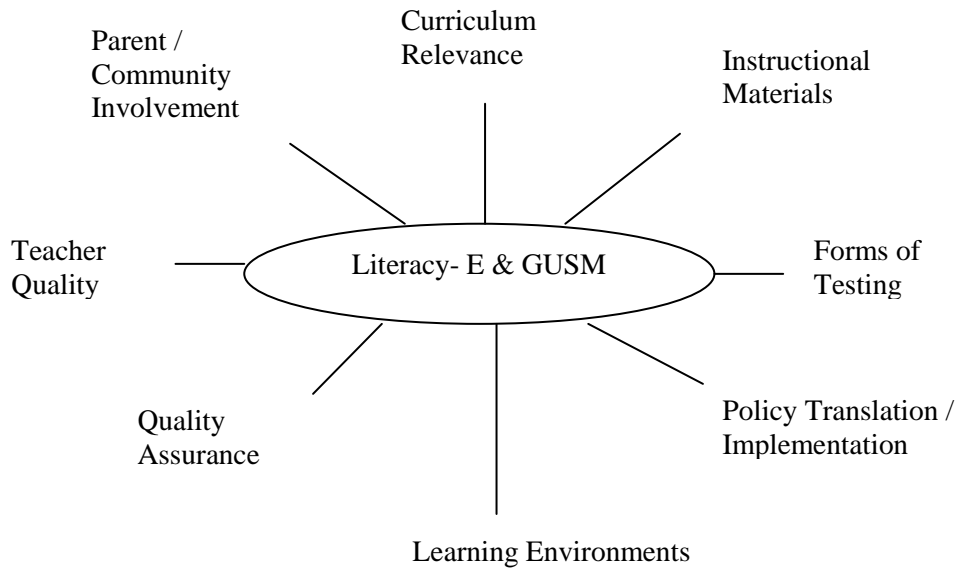 Curriculum
Relevance
Parent /
Community
Involvement
Instructional
Materials
Teacher
Quality
Literacy- E & GUSM
Forms of
Testing
Quality
Assurance
Policy Translation /
Implementation
Learning Environments